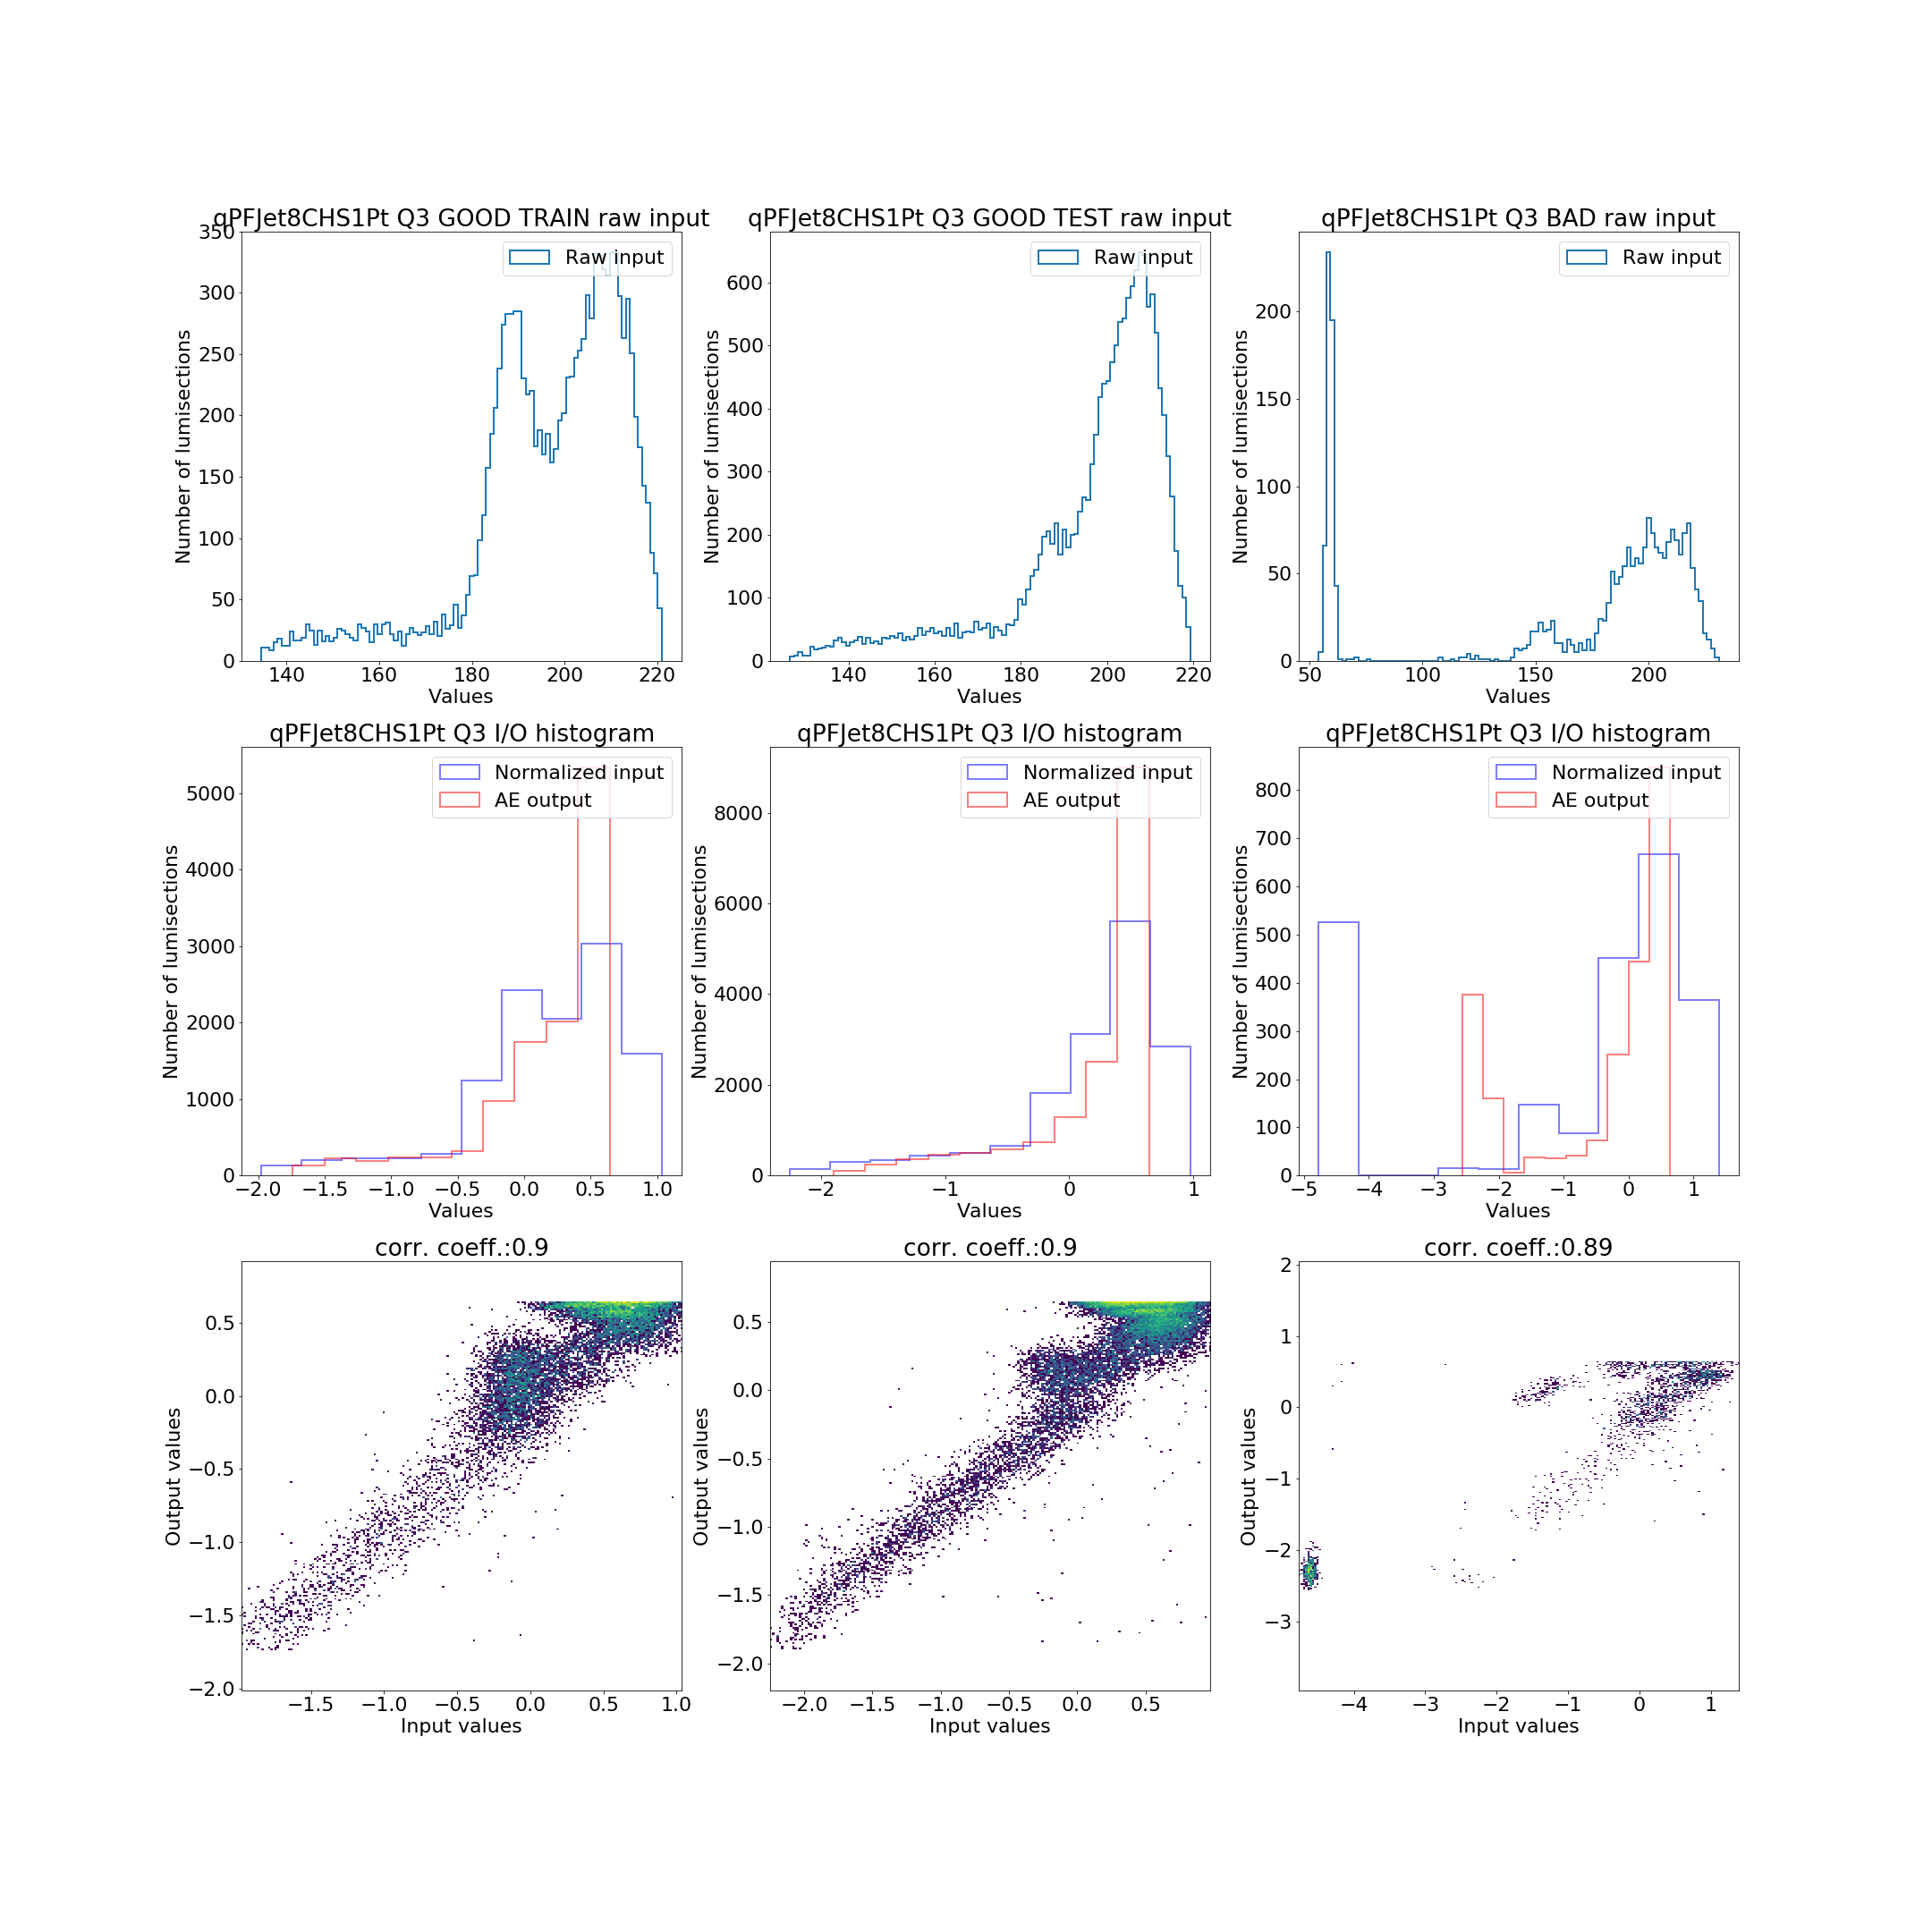 qPFJet8CHS1Pt Q3 GOOD TRAIN raw input
Raw input
Number of lumisections
350
300
250
200
150
100
50
0
140 160 180 200 220
Values
qPFJet8CHS1Pt Q3 GOOD TEST raw input
Raw input
Number of lumisections
600
500
400
300
200
100
0
140 160 180 200 220
Values
qPFJet8CHS1Pt Q3 BAD raw input
Raw input
Number of lumisections
200
150
100
50
0
50 100 150 200
Values
qPFJet8CHS1Pt Q3 I/O histogram
Normalized input
AE output
Number of lumisections
5000
4000
3000
2000
1000
0
−2.0 −1.5 −1.0 −0.5 0.0 0.5 1.0
Values
qPFJet8CHS1Pt Q3 I/O histogram
Normalized input
AE output
Number of lumisections
8000
6000
4000
2000
0
−2 −1 0 1
Values
qPFJet8CHS1Pt Q3 I/O histogram
Normalized input
AE output
Number of lumisections
800
700
600
500
400
300
200
100
0
−5 −4 −3 −2 −1 0 1
Values
corr. coeff.:0.9
Output values
0.5
0.0
−0.5
−1.0
−1.5
−2.0
−1.5 −1.0 −0.5 0.0 0.5 1.0
Input values
corr. coeff.:0.9
Output values
0.5
0.0
−0.5
−1.0
−1.5
−2.0
−2.0 −1.5 −1.0 −0.5 0.0 0.5
Input values
corr. coeff.:0.89
Output values
2
1
0
−1
−2
−3
−4 −3 −2 −1 0 1
Input values